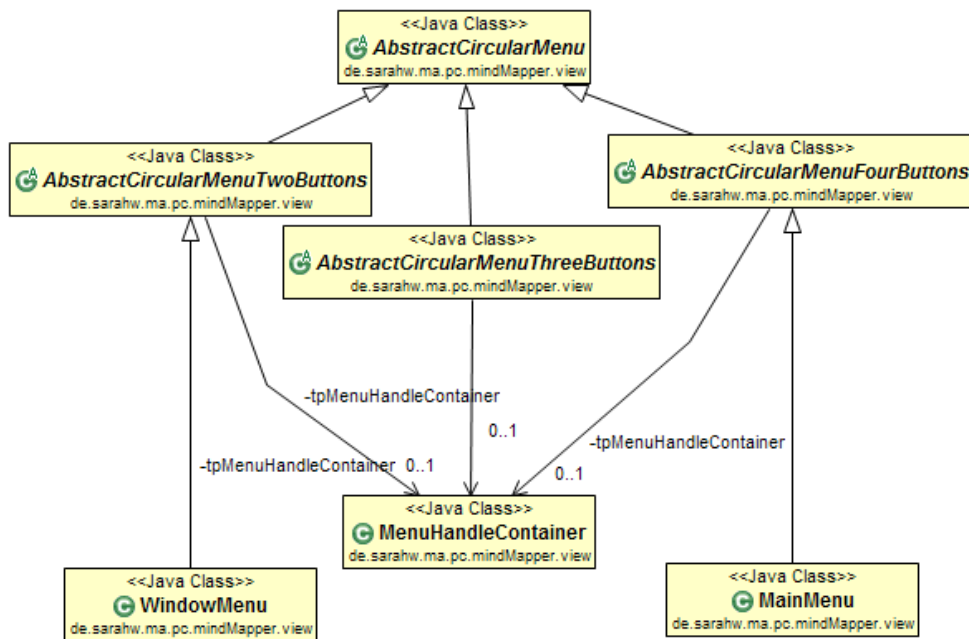 <<Java Class>>
AbstractCircularMenu
de.sarahw.ma.pc.mindMapper.view
<<Java Class>>
AbstractCircularMenuTwoButtons
de.sarahw.ma.pc.mindMapper.view
<<Java Class>>
AbstractCircularMenuFourButtons
de.sarahw.ma.pc.mindMapper.view
<<Java Class>>
AbstractCircularMenuThreeButtons
de.sarahw.ma.pc.mindMapper.view
-tpMenuHandleContainer
0..1
-tpMenuHandleContainer
-tpMenuHandleContainer
0..1
0..1
<<Java Class>>
MenuHandleContainer
de.sarahw.ma.pc.mindMapper.view
<<Java Class>>
WindowMenu
de.sarahw.ma.pc.mindMapper.view
<<Java Class>>
MainMenu
de.sarahw.ma.pc.mindMapper.view